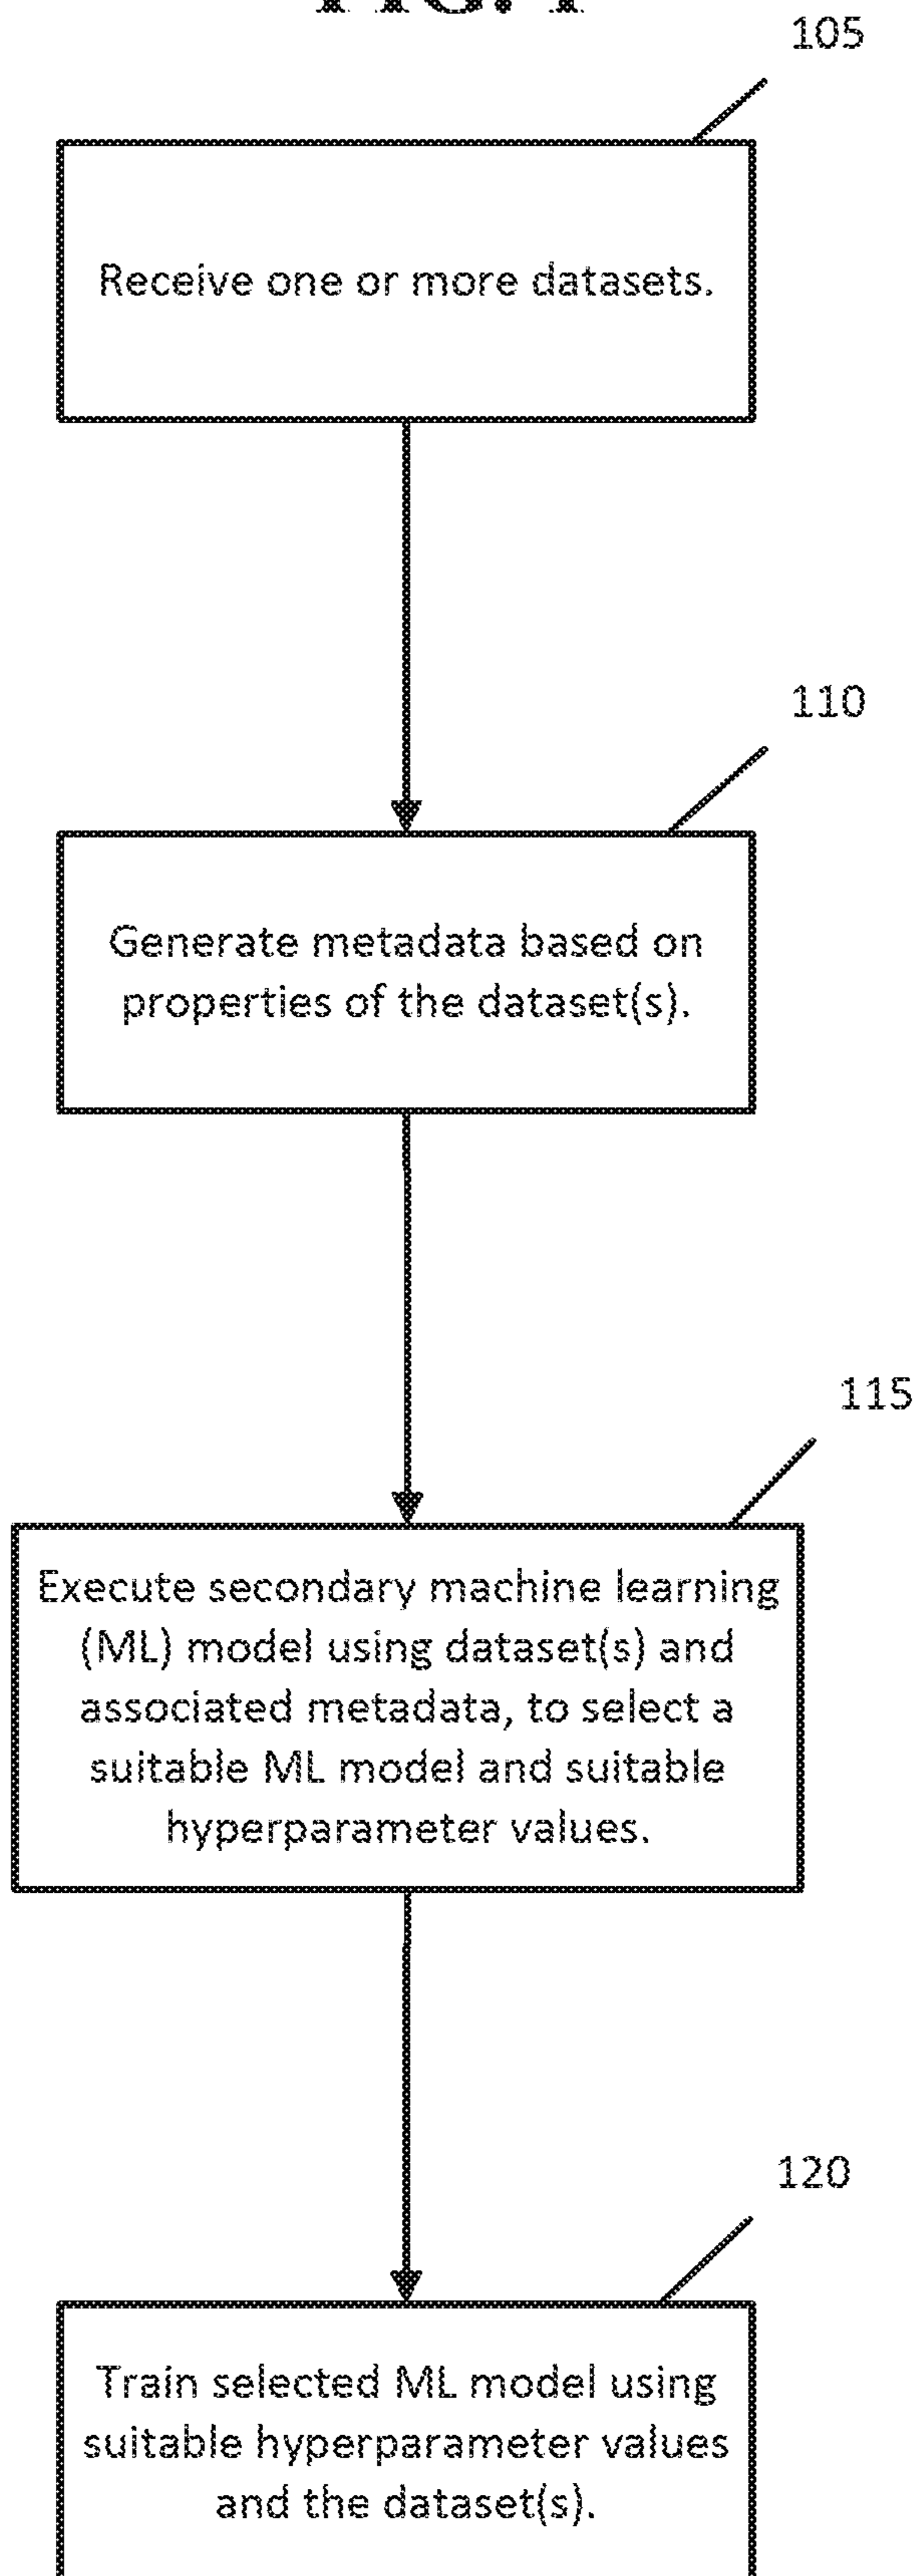 105
Receive one or more datasets.
110
Generate metadata based on
properties of the dataset(s).
115
Execute secondary machine learning
(ML) model using dataset(s) and
associated metadata, to select a
suitable ML model and suitable
hyperparameter values.
120
Train selected ML model using
suitable hyperparameter values
and the dataset(s).